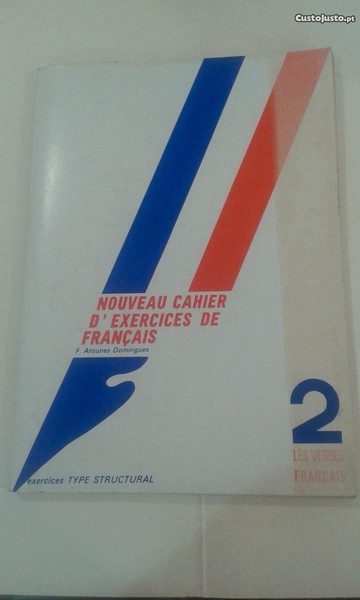 CustoJusto.pt
NOUVEAU CAHIER
D'EXERCICES DE
FRANÇAIS
F. Antunes Domingues
2
LES VERBES
FRANÇAIS
exercices TYPE STRUCTURAL